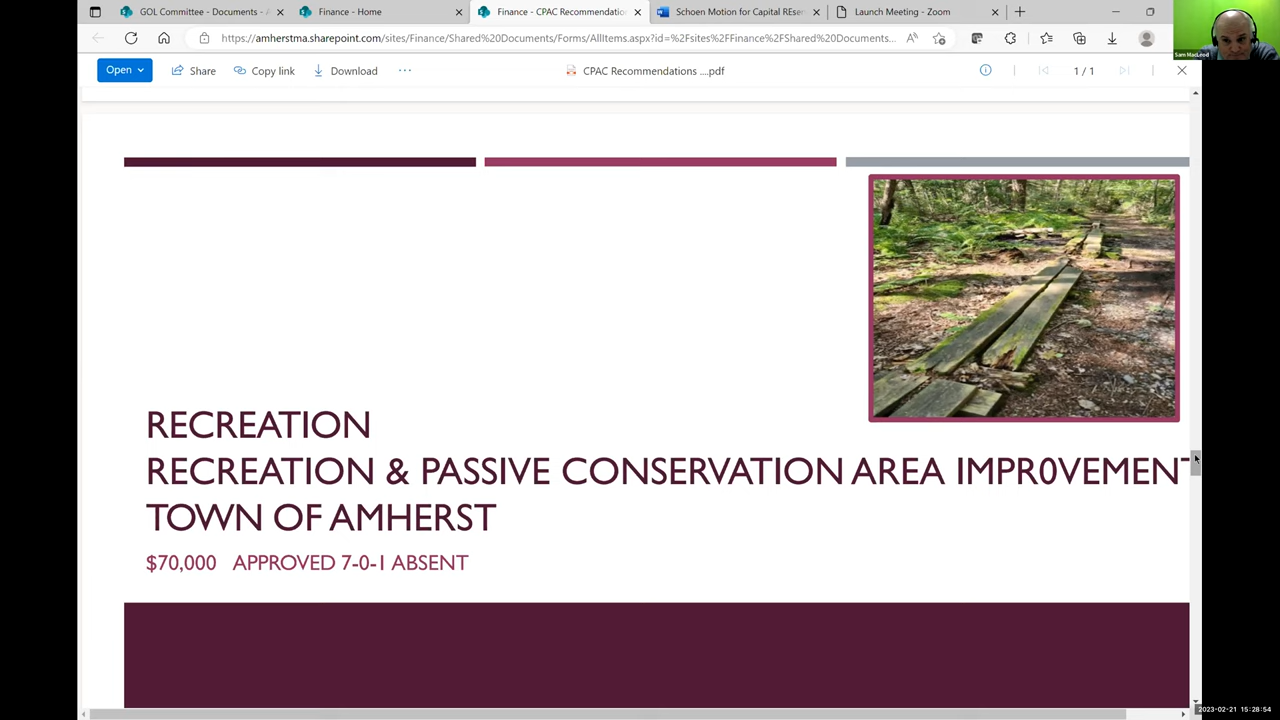 GOL Committee - Documents - A
Finance - Home
Finance - CPAC Recommendation
Schoen Motion for Capital REser
Launch Meeting - Zoom
https://amherstma.sharepoint.com/sites/Finance/Shared%20Documents/Forms/AllItems.aspx?id=%2Fsites%2FFinance%2FShared%20Documents...
Open
Share
Copy link
Download
CPAC Recommendations ....pdf
1 / 1
Sam MacLeod
RECREATION
RECREATION & PASSIVE CONSERVATION AREA IMPR0VEMENT
TOWN OF AMHERST
$70,000 APPROVED 7-0-1 ABSENT
2023-02-21 15:28:54